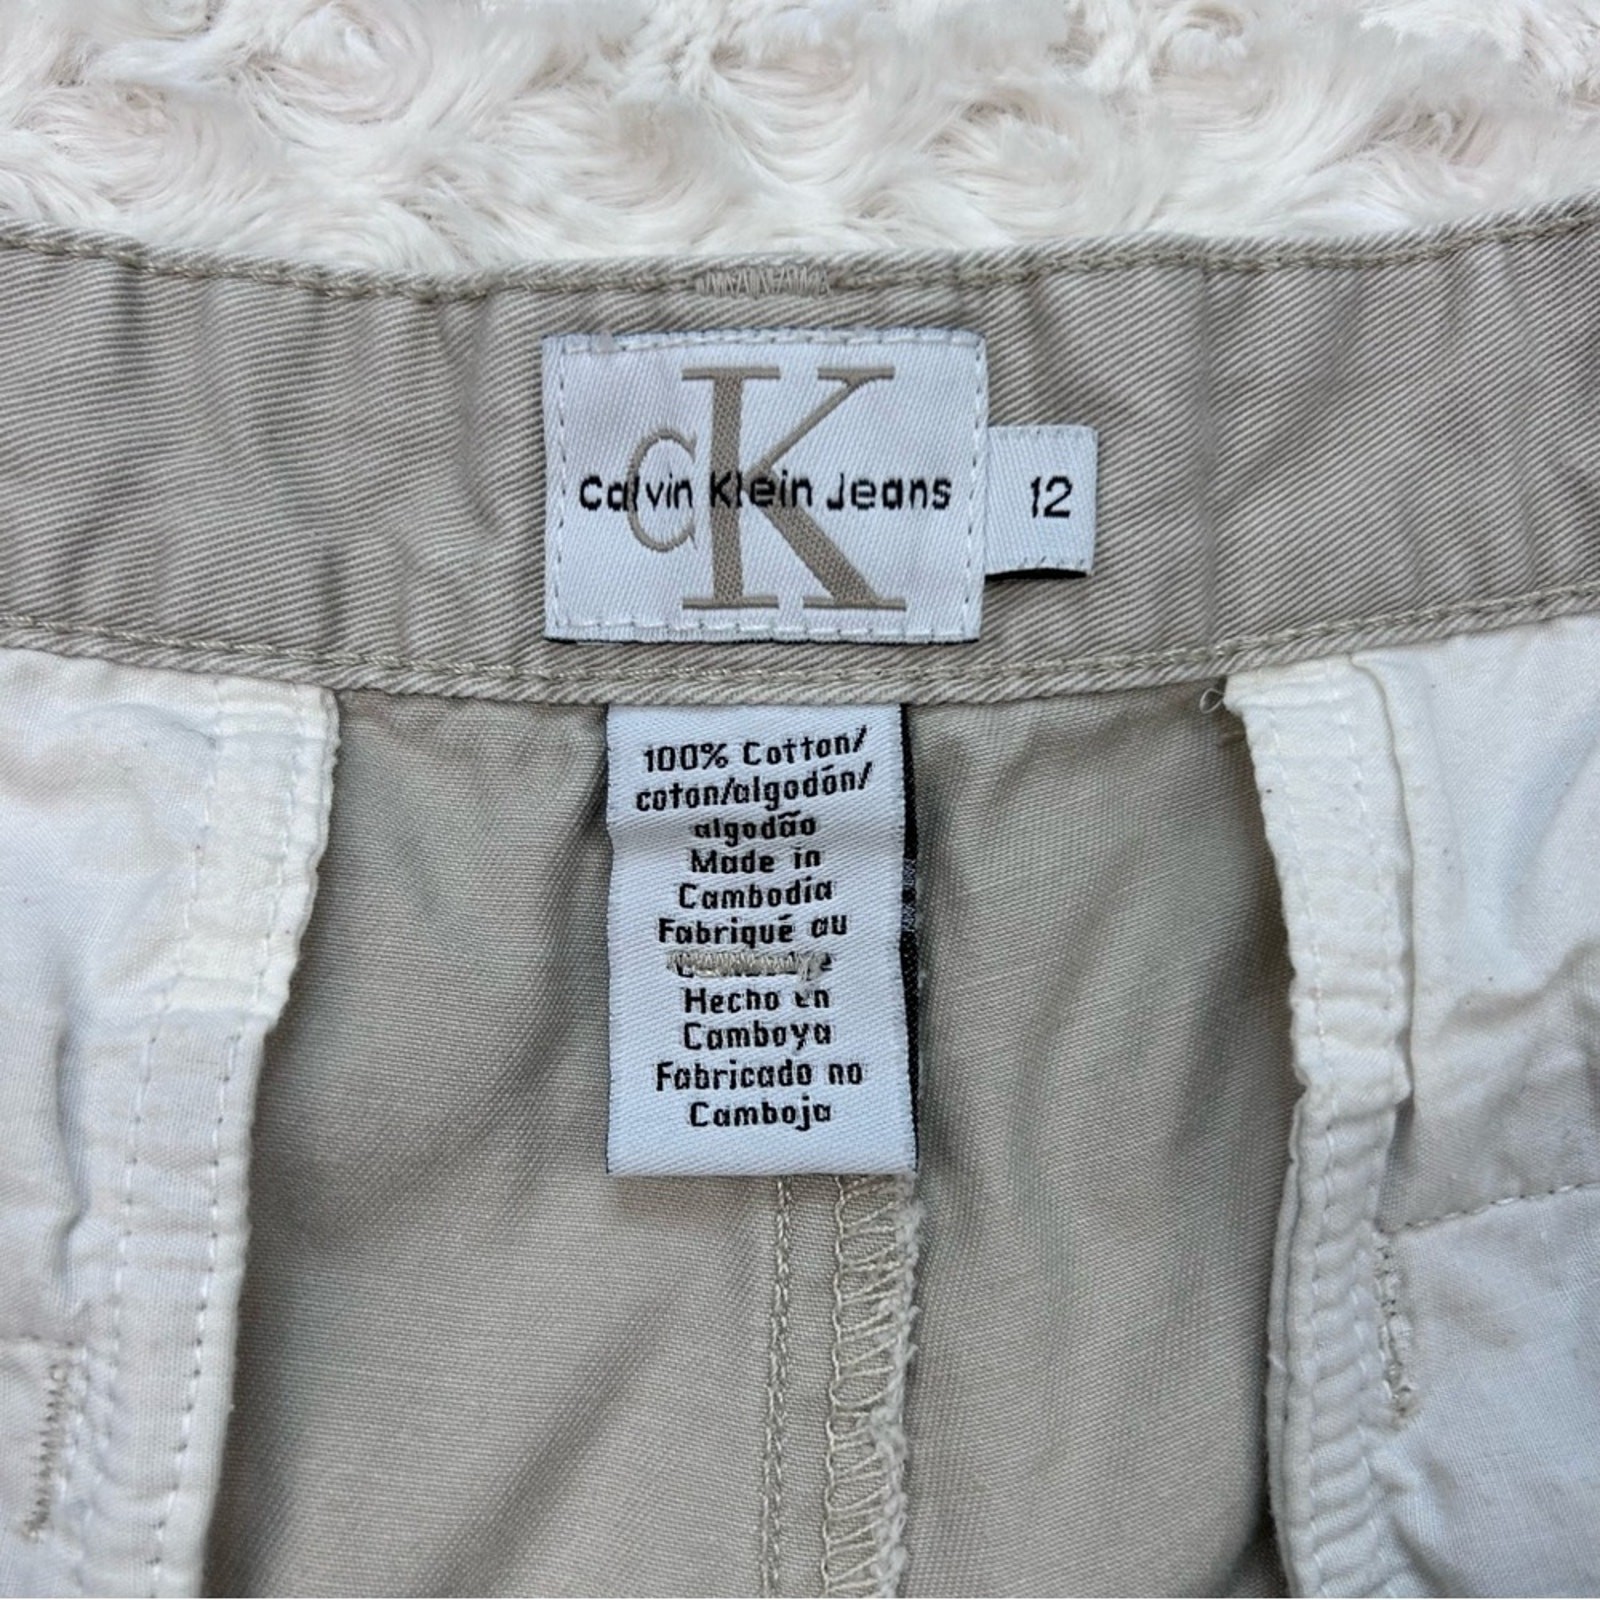 CK
Calvin Klein Jeans
12
100% Cotton/
coton/algodón/
algodão
Made in
Cambodia
Fabriqué au
Hecho en
Camboya
Fabricado no
Camboja